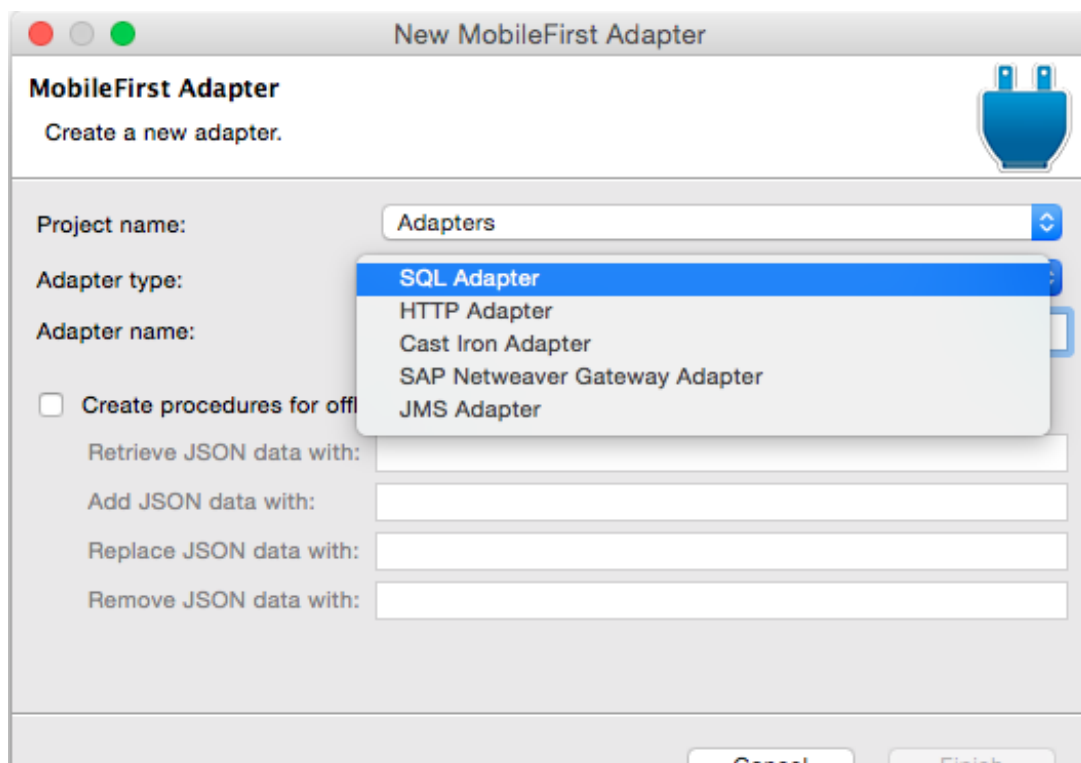 New MobileFirst Adapter
MobileFirst Adapter
Create a new adapter.
Project name:
Adapters
Adapter type:
SQL Adapter
HTTP Adapter
Cast Iron Adapter
SAP Netweaver Gateway Adapter
JMS Adapter
Adapter name:
Create procedures for offl
Retrieve JSON data with:
Add JSON data with:
Replace JSON data with:
Remove JSON data with:
Cancel
Finish